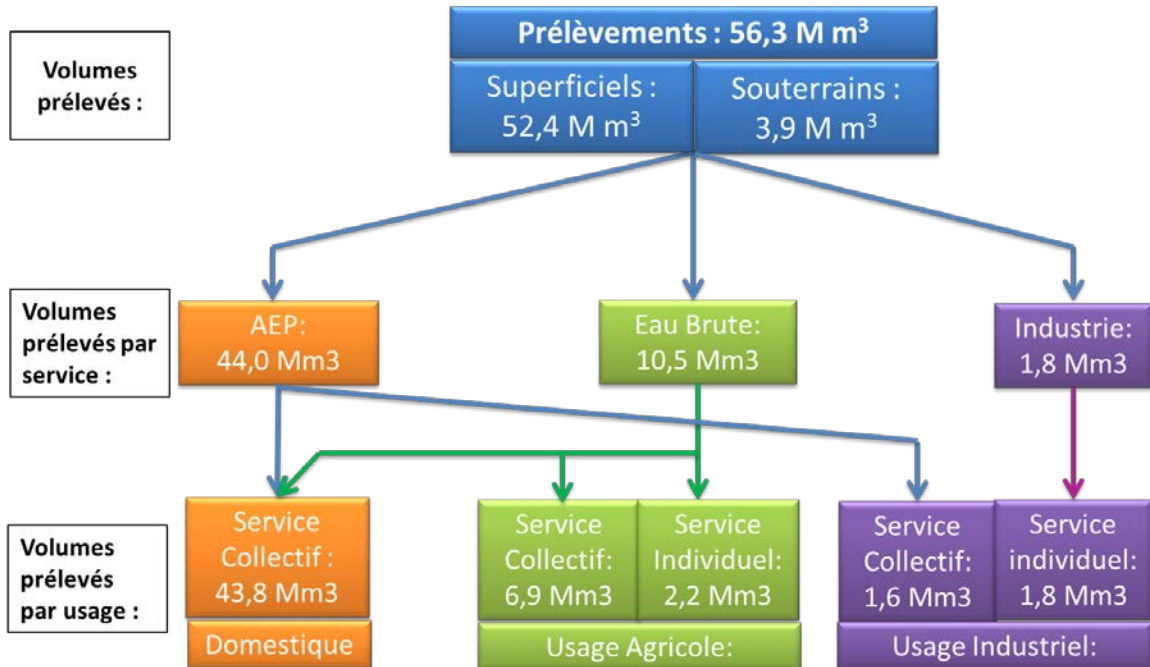 Volumes
prélevés :
Prélèvements : 56,3 M m³
Superficiels :
52,4 M m³
Souterrains :
3,9 M m³
Volumes
prélevés par
service :
AEP:
44,0 Mm3
Eau Brute:
10,5 Mm3
Industrie:
1,8 Mm3
Volumes
prélevés
par usage :
Service
Collectif :
43,8 Mm3
Domestique
Service
Collectif:
6,9 Mm3
Service
Individuel:
2,2 Mm3
Usage Agricole:
Service
Collectif:
1,6 Mm3
Service
individuel:
1,8 Mm3
Usage Industriel: